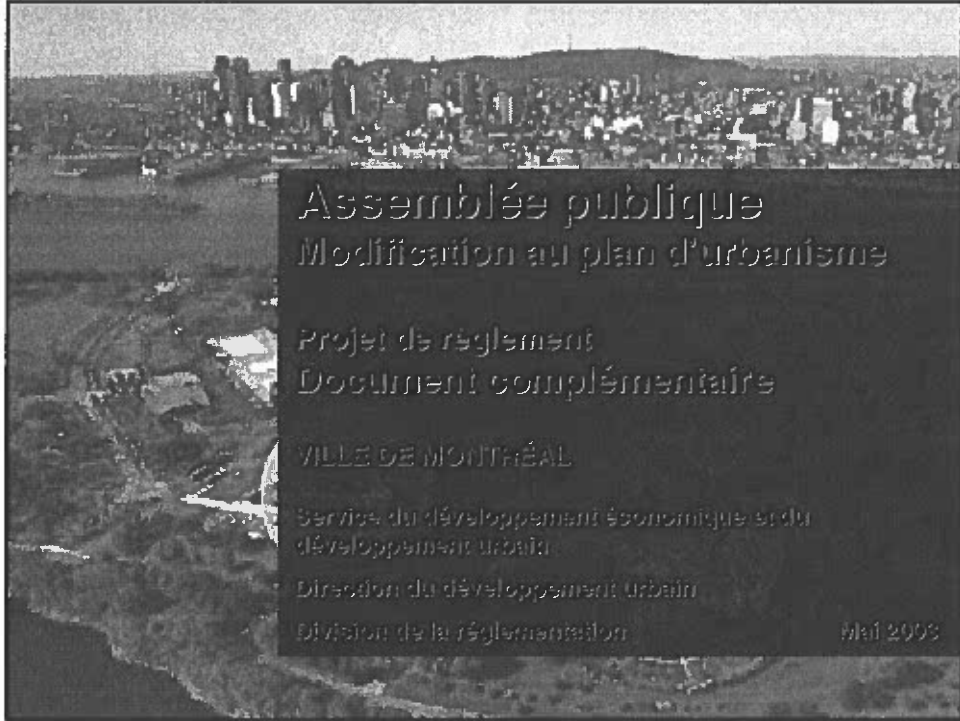 Assemblée publique
Modification au plan d'urbanisme
Projet de règlement
Document complémentaire
VILLE DE MONTRÉAL
Service du développement économique et du
développement urbain
Direction du développement urbain
Division de la réglementation
Mai 2003